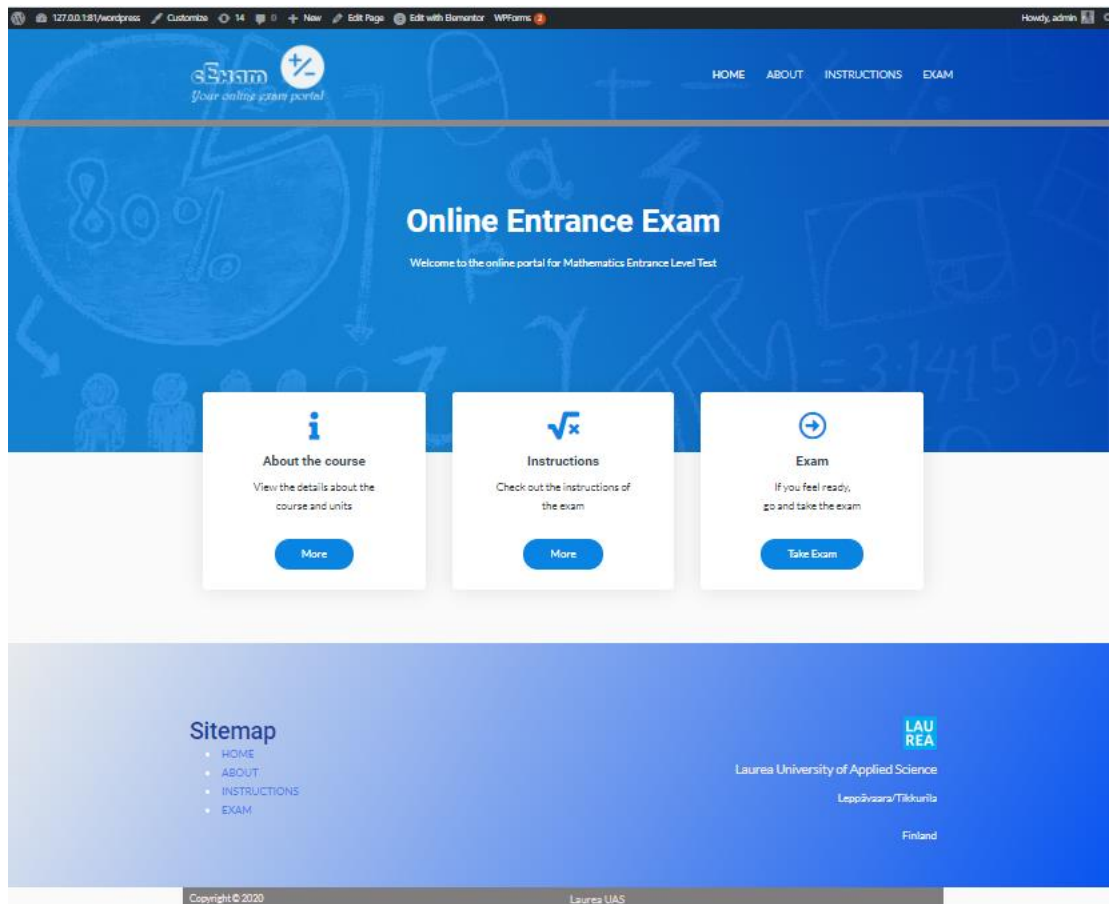 127.0.0.1:81/wordpress Customize 14 0 + New Edit Page Edit with Elementor WPForms 2 Howdy, admin
eExam +/-
Your online exam portal
HOME ABOUT INSTRUCTIONS EXAM
80%
θ + - × %
Online Entrance Exam
Welcome to the online portal for Mathematics Entrance Level Test
= 3.1415926
i √x
About the course Instructions Exam
View the details about the Check out the instructions of If you feel ready,
course and units the exam go and take the exam
More More Take Exam
Sitemap
HOME
ABOUT
INSTRUCTIONS
EXAM
LAU
REA
Laurea University of Applied Science
Leppävaara/Tikkurila
Finland
Copyright © 2020 Laurea UAS